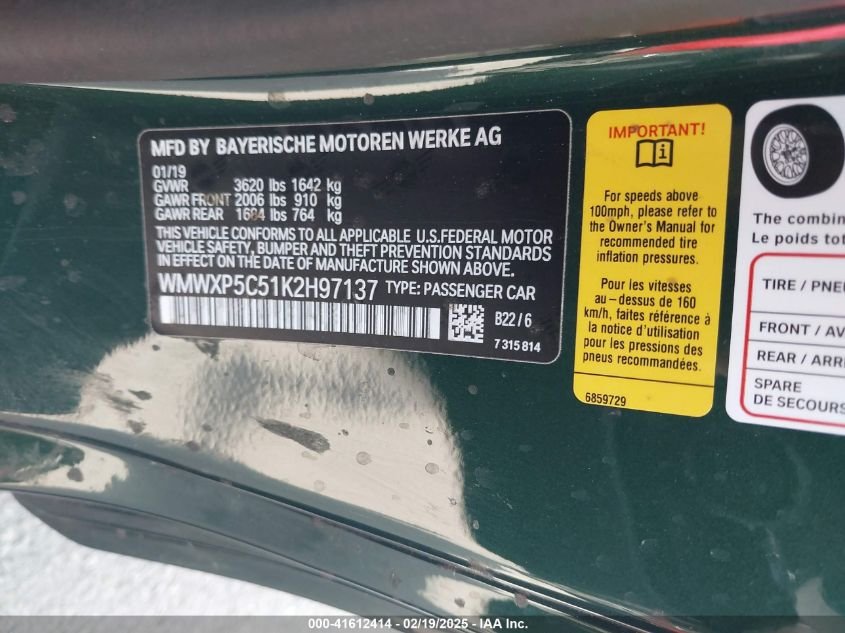 MFD BY BAYERISCHE MOTOREN WERKE AG
01/19
GVWR 3620 lbs 1642 kg
GAWR FRONT 2006 lbs 910 kg
GAWR REAR 1684 lbs 764 kg
THIS VEHICLE CONFORMS TO ALL APPLICABLE U.S.FEDERAL MOTOR
VEHICLE SAFETY, BUMPER AND THEFT PREVENTION STANDARDS
IN EFFECT ON THE DATE OF MANUFACTURE SHOWN ABOVE.
WMWXP5C51K2H97137 TYPE: PASSENGER CAR
B22/6
7 315 814
IMPORTANT!
For speeds above
100mph, please refer to
the Owner's Manual for
recommended tire
inflation pressures.
Pour les vitesses
au-dessus de 160
km/h, faites référence à
la notice d'utilisation
pour les pressions des
pneus recommandées.
6859729
The combin
Le poids tot
TIRE / PNEU
FRONT / AV
REAR / ARRI
SPARE
DE SECOURS
000-41612414 - 02/19/2025 - IAA Inc.